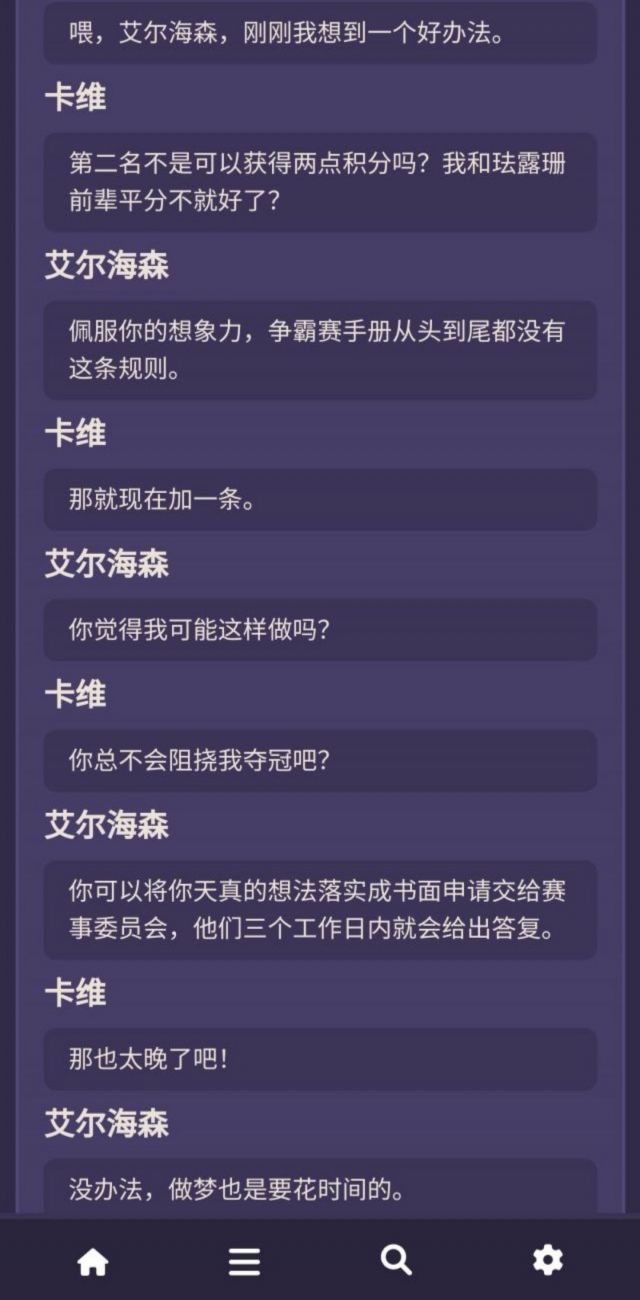 喂，艾尔海森，刚刚我想到一个好办法。
卡维
第二名不是可以获得两点积分吗？我和珐露珊
前辈平分不就好了？
艾尔海森
佩服你的想象力，争霸赛手册从头到尾都没有
这条规则。
卡维
那就现在加一条。
艾尔海森
你觉得我可能这样做吗？
卡维
你总不会阻挠我夺冠吧？
艾尔海森
你可以将你天真的想法落实成书面申请交给赛
事委员会，他们三个工作日内就会给出答复。
卡维
那也太晚了吧！
艾尔海森
没办法，做梦也是要花时间的。